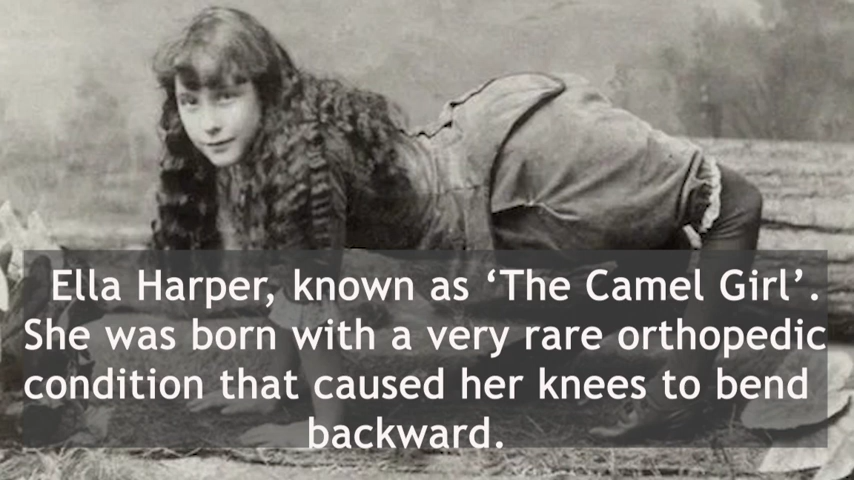 Ella Harper, known as ‘The Camel Girl’.
She was born with a very rare orthopedic
condition that caused her knees to bend
backward.